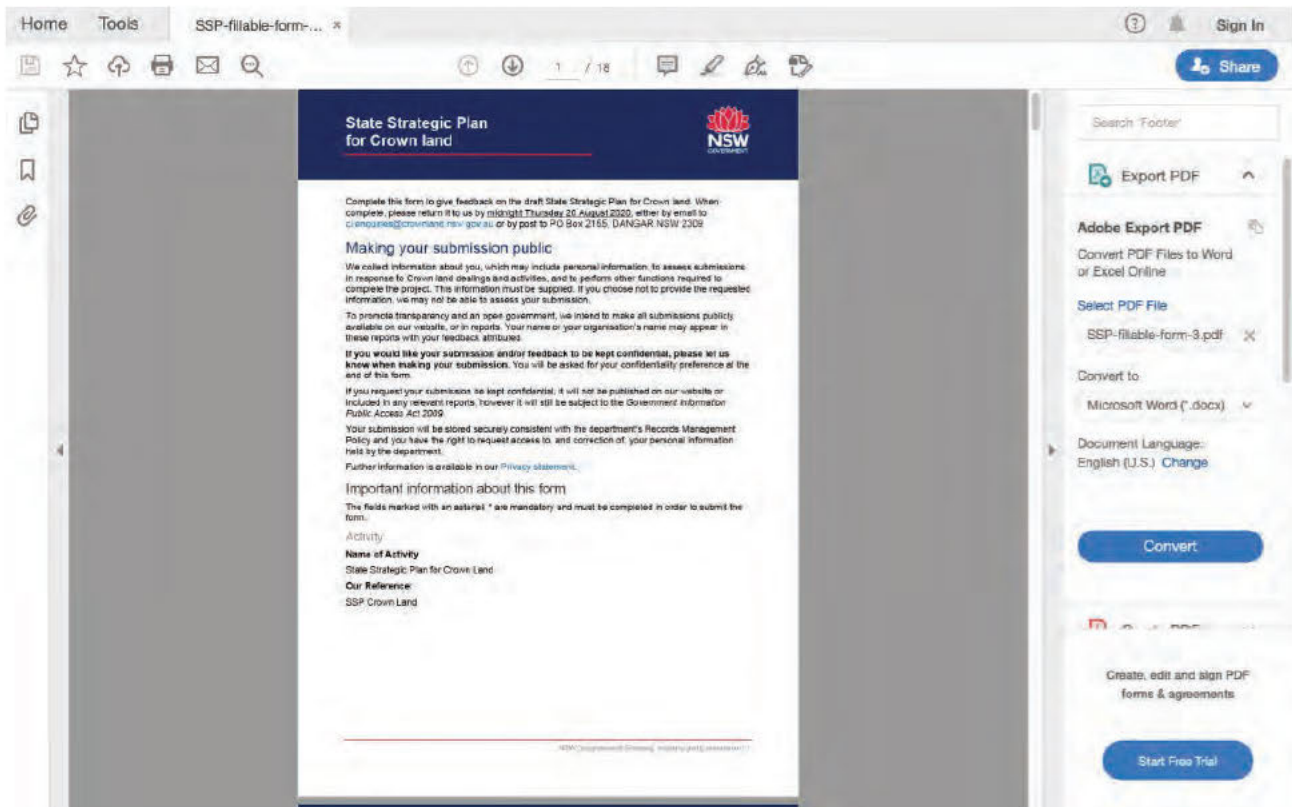 Home Tools SSP-fillable-form-... ×
Sign In
1 / 18
Share
State Strategic Plan
for Crown land
NSW
GOVERNMENT
Complete this form to give feedback on the draft State Strategic Plan for Crown land. When
complete, please return it to us by midnight Thursday 20 August 2020, either by email to
cl.enquiries@crownland.nsw.gov.au or by post to PO Box 2155, DANGAR NSW 2309
Making your submission public
We collect information about you, which may include personal information, to assess submissions
in response to Crown land dealings and activities, and to perform other functions required to
complete the project. This information must be supplied. If you choose not to provide the requested
information, we may not be able to assess your submission.
To promote transparency and an open government, we intend to make all submissions publicly
available on our website, or in reports. Your name or your organisation's name may appear in
these reports with your feedback attributed.
If you would like your submission and/or feedback to be kept confidential, please let us
know when making your submission. You will be asked for your confidentiality preference at the
end of this form.
If you request your submission be kept confidential, it will not be published on our website or
included in any relevant reports, however it will still be subject to the Government Information
Public Access Act 2009.
Your submission will be stored securely consistent with the department's Records Management
Policy and you have the right to request access to, and correction of, your personal information
held by the department.
Further information is available in our Privacy statement.
Important information about this form
The fields marked with an asterisk * are mandatory and must be completed in order to submit the
form.
Activity
Name of Activity
State Strategic Plan for Crown Land
Our Reference
SSP Crown Land
Search 'Footer'
Export PDF
Adobe Export PDF
Convert PDF Files to Word
or Excel Online
Select PDF File
SSP-fillable-form-3.pdf ×
Convert to
Microsoft Word (*.docx)
Document Language:
English (U.S.) Change
Convert
Create, edit and sign PDF
forms & agreements
Start Free Trial